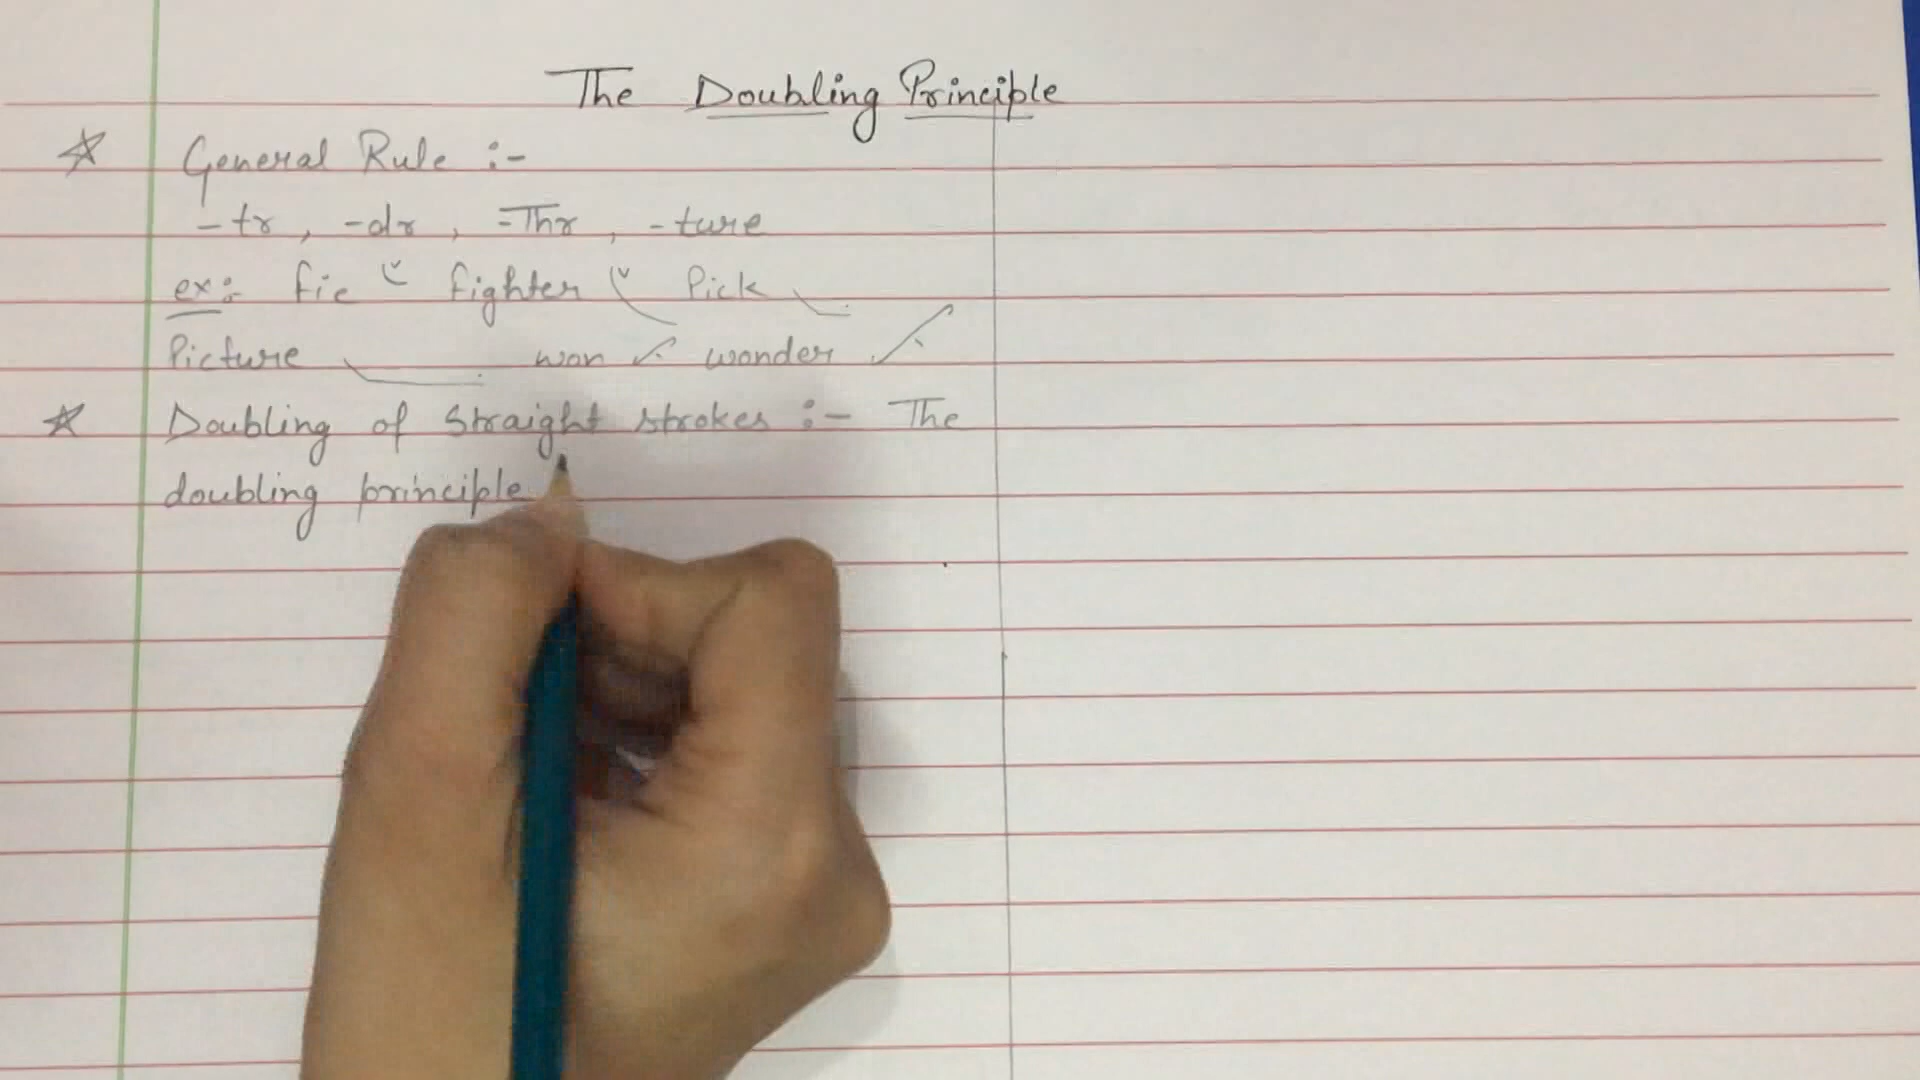 The Doubling Principle
☆ General Rule :-
-tr, -dr, -Thr, -ture
ex:- fie fighter Pick
Picture won wonder
☆ Doubling of Straight strokes :- The
doubling principle